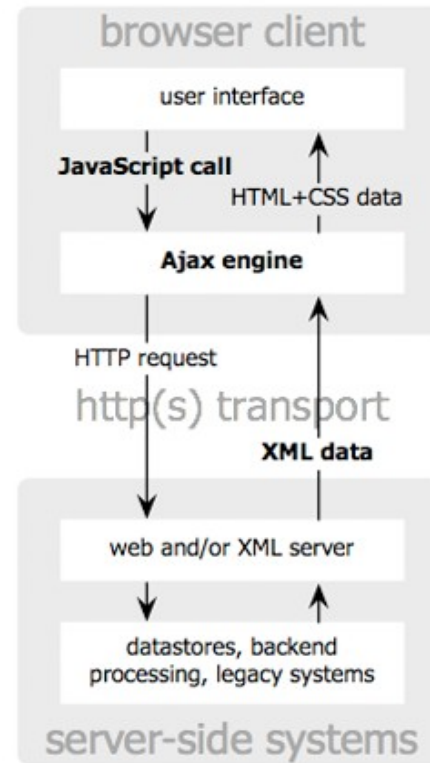 browser client
user interface
JavaScript call
HTML+CSS data
Ajax engine
HTTP request
http(s) transport
XML data
web and/or XML server
datastores, backend
processing, legacy systems
server-side systems